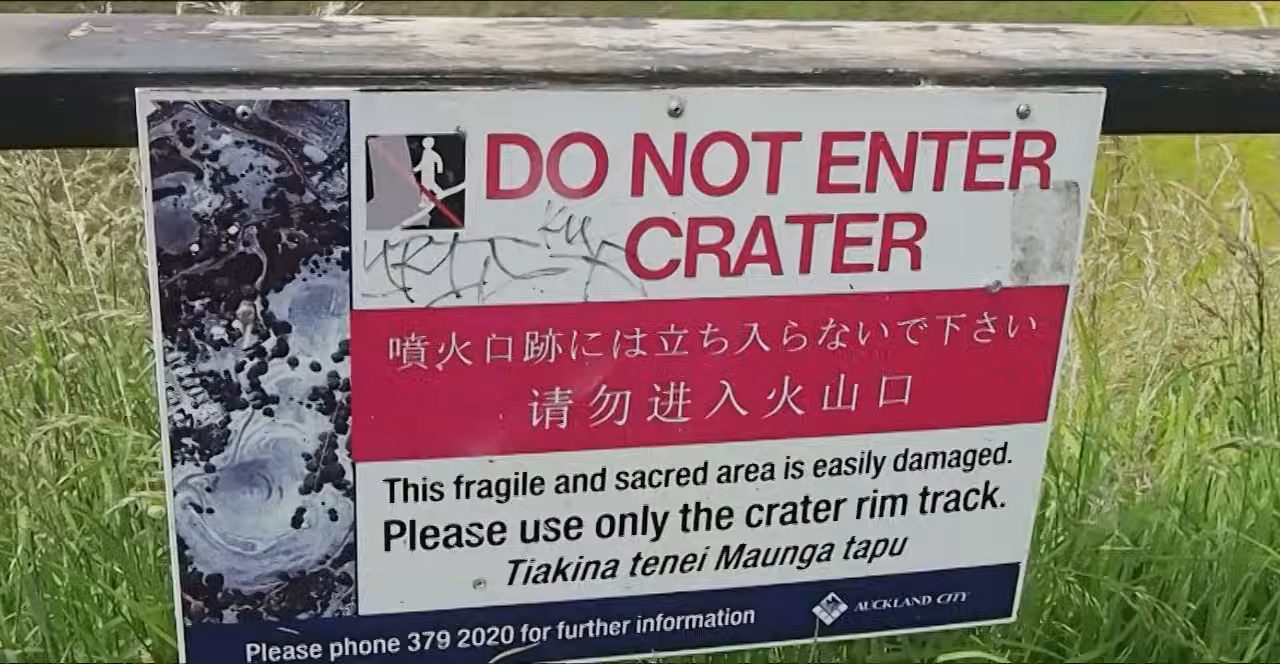 DO NOT ENTER
CRATER
噴火口跡には立ち入らないで下さい
请勿进入火山口
This fragile and sacred area is easily damaged.
Please use only the crater rim track.
Tiakina tenei Maunga tapu
Please phone 379 2020 for further information
AUCKLAND CITY